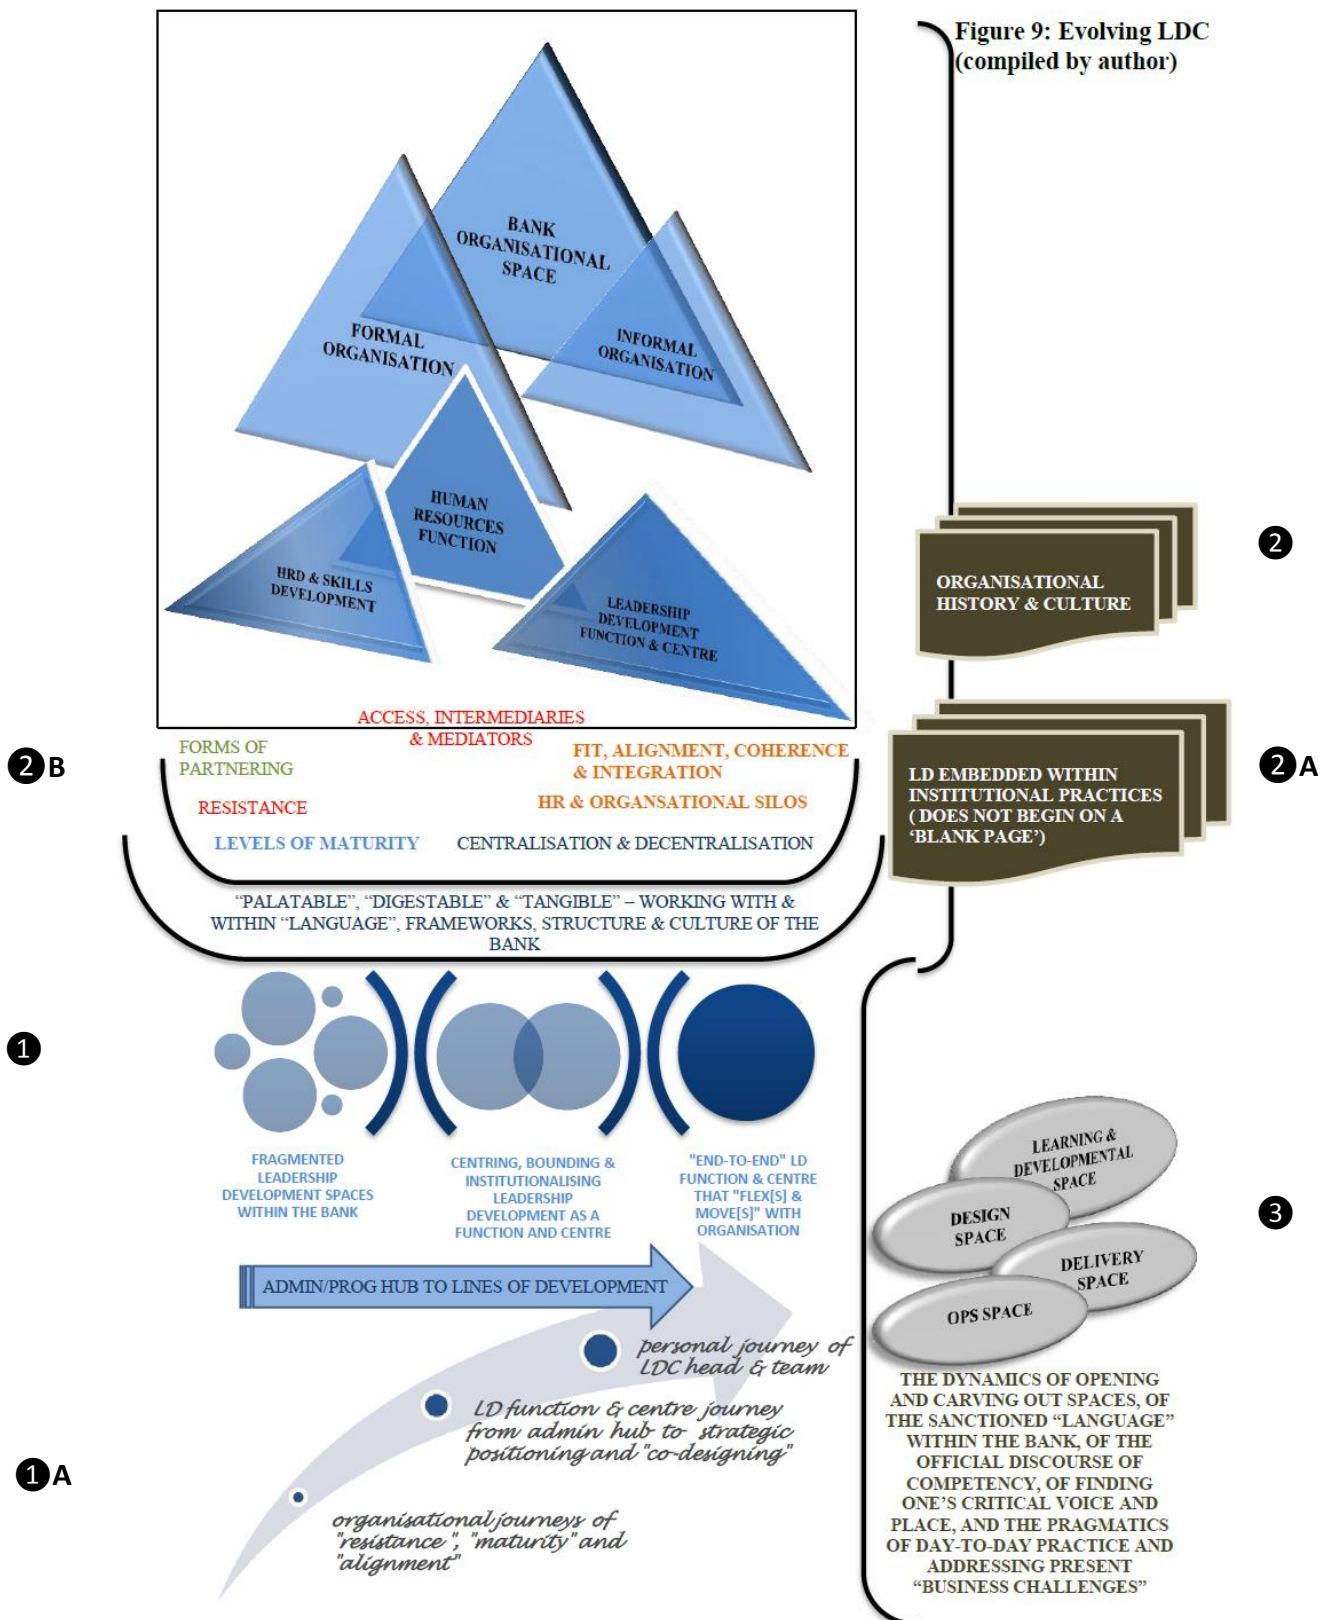 Figure 9: Evolving LDC
(compiled by author)
BANK
ORGANISATIONAL
SPACE
FORMAL
ORGANISATION
INFORMAL
ORGANISATION
HUMAN
RESOURCES
FUNCTION
HRD & SKILLS
DEVELOPMENT
LEADERSHIP
DEVELOPMENT
FUNCTION & CENTRE
ORGANISATIONAL
HISTORY & CULTURE
2
ACCESS, INTERMEDIARIES
& MEDIATORS
FORMS OF
PARTNERING
FIT, ALIGNMENT, COHERENCE
& INTEGRATION
2 B
RESISTANCE
HR & ORGANSATIONAL SILOS
LEVELS OF MATURITY
CENTRALISATION & DECENTRALISATION
LD EMBEDDED WITHIN
INSTITUTIONAL PRACTICES
( DOES NOT BEGIN ON A
‘BLANK PAGE’)
2 A
“PALATABLE”, “DIGESTABLE” & “TANGIBLE” – WORKING WITH &
WITHIN “LANGUAGE”, FRAMEWORKS, STRUCTURE & CULTURE OF THE
BANK
1
FRAGMENTED
LEADERSHIP
DEVELOPMENT SPACES
WITHIN THE BANK
CENTRING, BOUNDING &
INSTITUTIONALISING
LEADERSHIP
DEVELOPMENT AS A
FUNCTION AND CENTRE
"END-TO-END" LD
FUNCTION & CENTRE
THAT "FLEX[S] &
MOVE[S]" WITH
ORGANISATION
ADMIN/PROG HUB TO LINES OF DEVELOPMENT
personal journey of
LDC head & team
LD function & centre journey
from admin hub to strategic
positioning and "co-designing"
1 A
organisational journeys of
"resistance", "maturity" and
"alignment"
LEARNING &
DEVELOPMENTAL
SPACE
DESIGN
SPACE
DELIVERY
SPACE
OPS SPACE
3
THE DYNAMICS OF OPENING
AND CARVING OUT SPACES, OF
THE SANCTIONED “LANGUAGE”
WITHIN THE BANK, OF THE
OFFICIAL DISCOURSE OF
COMPETENCY, OF FINDING
ONE’S CRITICAL VOICE AND
PLACE, AND THE PRAGMATICS
OF DAY-TO-DAY PRACTICE AND
ADDRESSING PRESENT
“BUSINESS CHALLENGES”